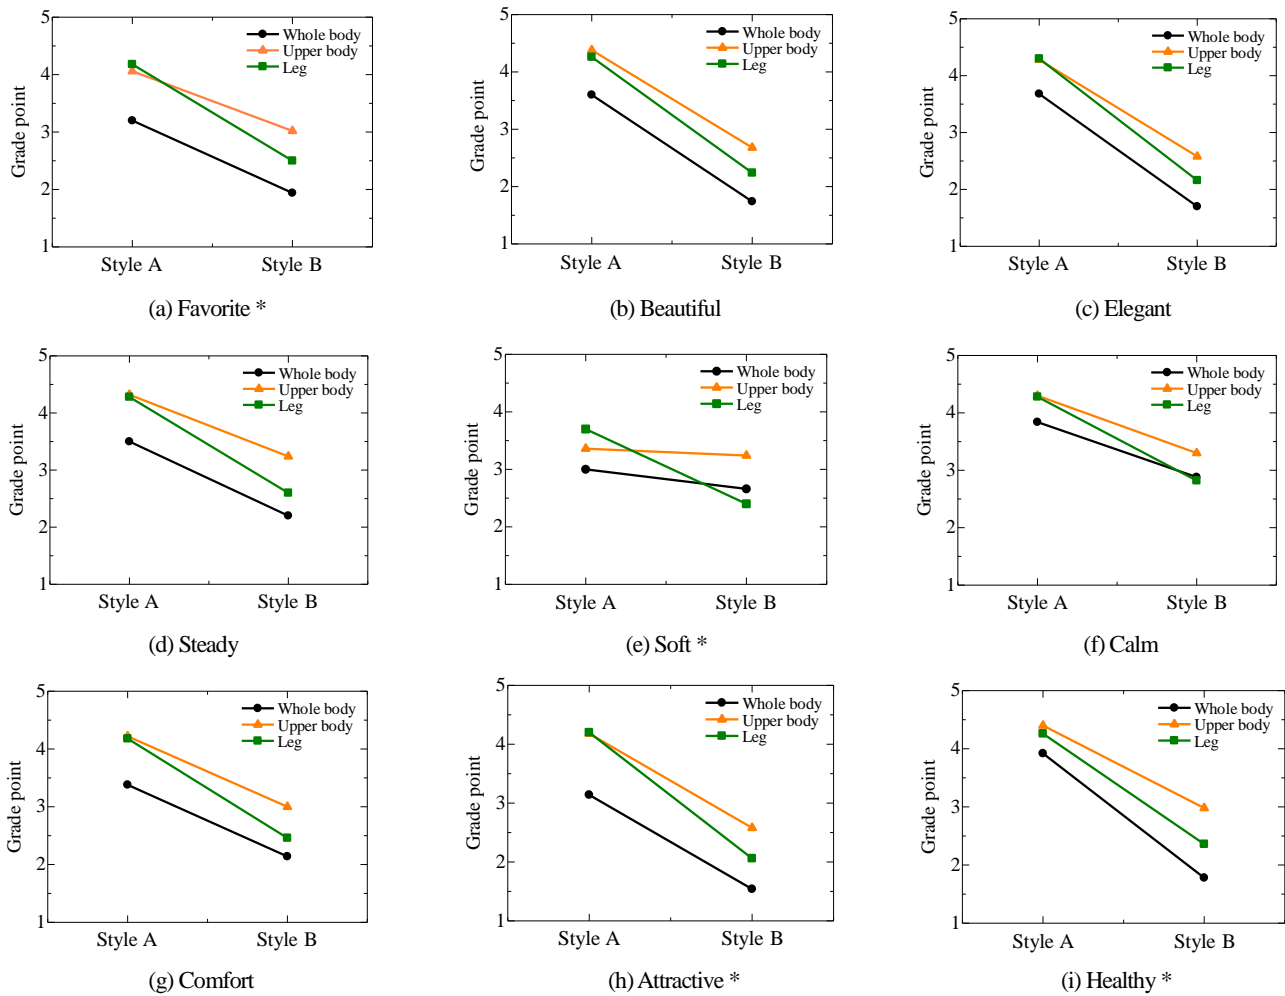 5
4
3
2
1
Grade point
Whole body
Upper body
Leg
Style A
Style B
(a) Favorite *
5
4
3
2
1
Grade point
Whole body
Upper body
Leg
Style A
Style B
(b) Beautiful
5
4
3
2
1
Grade point
Whole body
Upper body
Leg
Style A
Style B
(c) Elegant
5
4
3
2
1
Grade point
Whole body
Upper body
Leg
Style A
Style B
(d) Steady
5
4
3
2
1
Grade point
Whole body
Upper body
Leg
Style A
Style B
(e) Soft *
5
4
3
2
1
Grade point
Whole body
Upper body
Leg
Style A
Style B
(f) Calm
5
4
3
2
1
Grade point
Whole body
Upper body
Leg
Style A
Style B
(g) Comfort
5
4
3
2
1
Grade point
Whole body
Upper body
Leg
Style A
Style B
(h) Attractive *
5
4
3
2
1
Grade point
Whole body
Upper body
Leg
Style A
Style B
(i) Healthy *